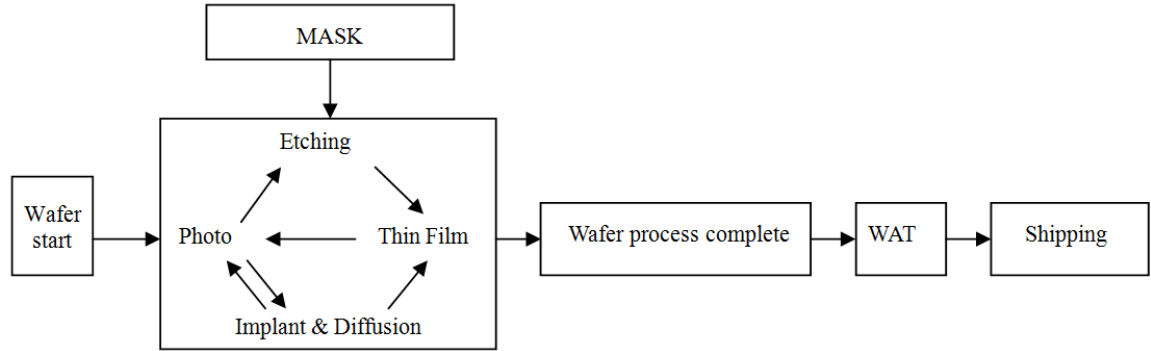 MASK
Etching
Wafer
start
Photo
Thin Film
Implant & Diffusion
Wafer process complete
WAT
Shipping